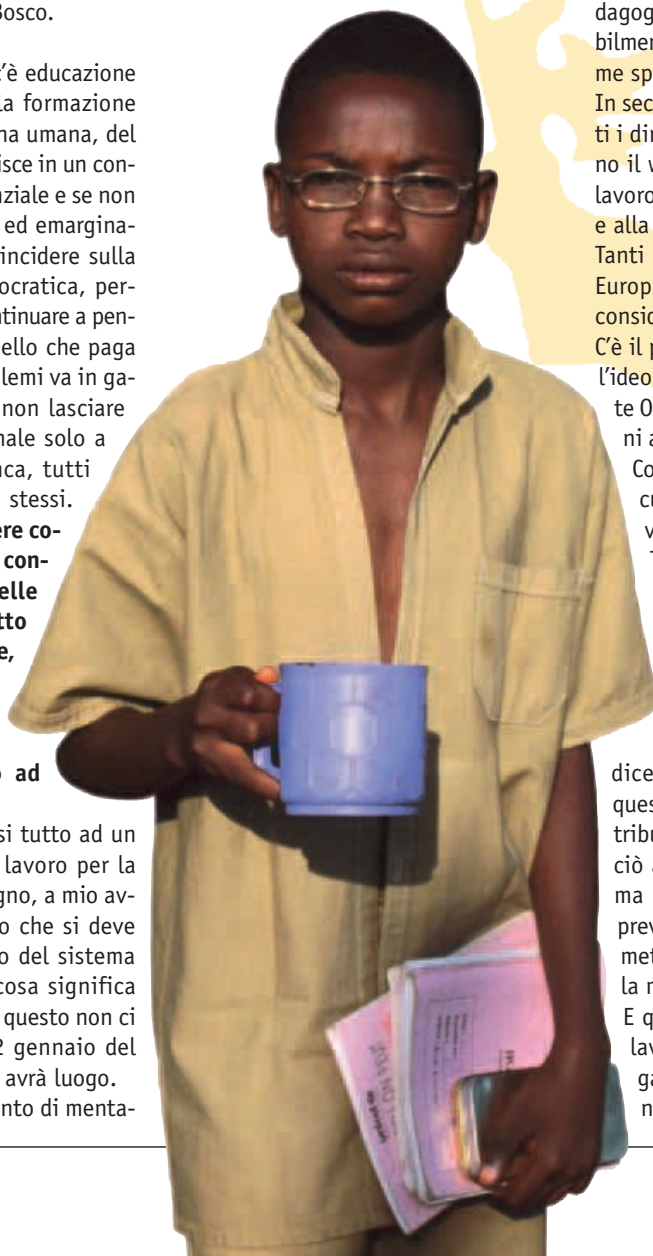 Bosco.
'è educazione
la formazione
na umana, del
isce in un con-
nziale e se non
ed emargina-
incidere sulla
ocratica, per-
ntinuare a pen-
ello che paga
lemi va in ga-
non lasciare
nale solo a
nca, tutti
stessi.
ere co-
con-
elle
tto
e,
ad
si tutto ad un
lavoro per la
gno, a mio av-
o che si deve
o del sistema
cosa significa
questo non ci
2 gennaio del
avrà luogo.
nto di menta-
dagog
bilmen
me sp
In sec
ti i dir
no il v
lavoro
e alla
Tanti
Europ
consid
C'è il p
l'ideo
te O
ni a
Co
cu
v
dice
ques
tribu
ciò a
ma
prev
met
la n
E q
lav
ga
n